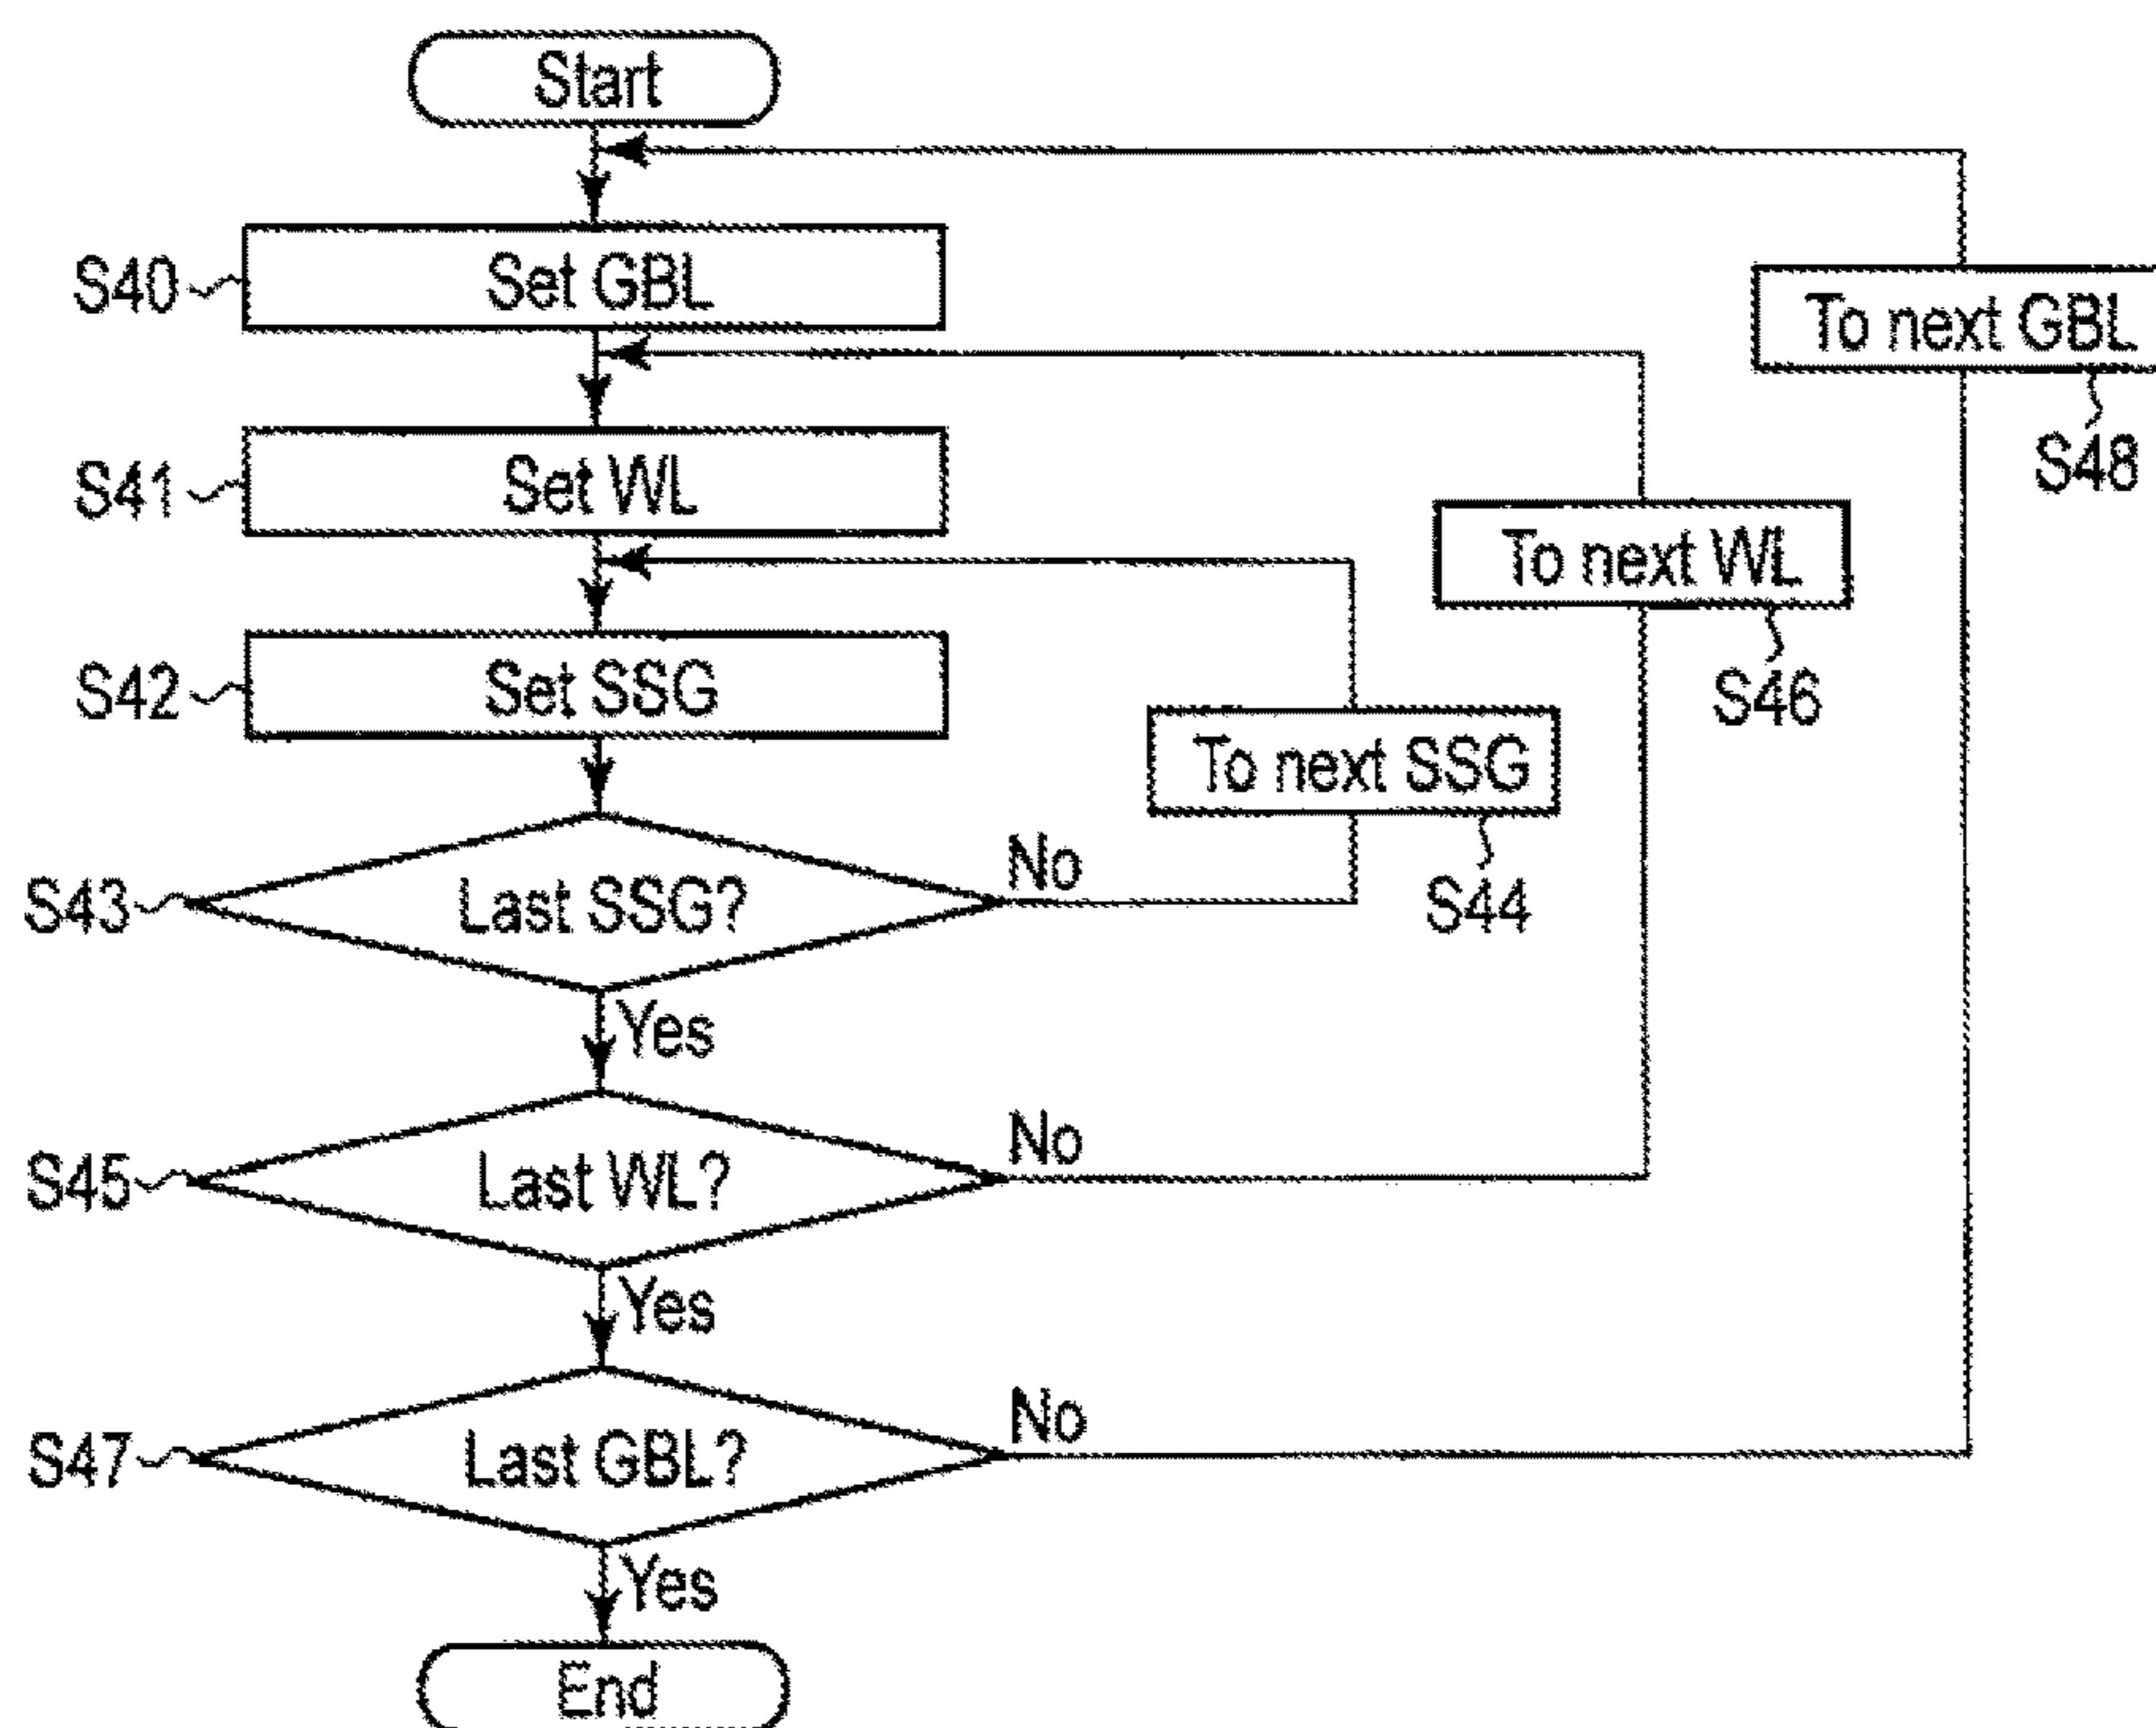 Start
S40
Set GBL
To next GBL
S48
S41
Set WL
To next WL
S46
S42
Set SSG
To next SSG
S44
S43
Last SSG?
No
Yes
S45
Last WL?
No
Yes
S47
Last GBL?
No
Yes
End